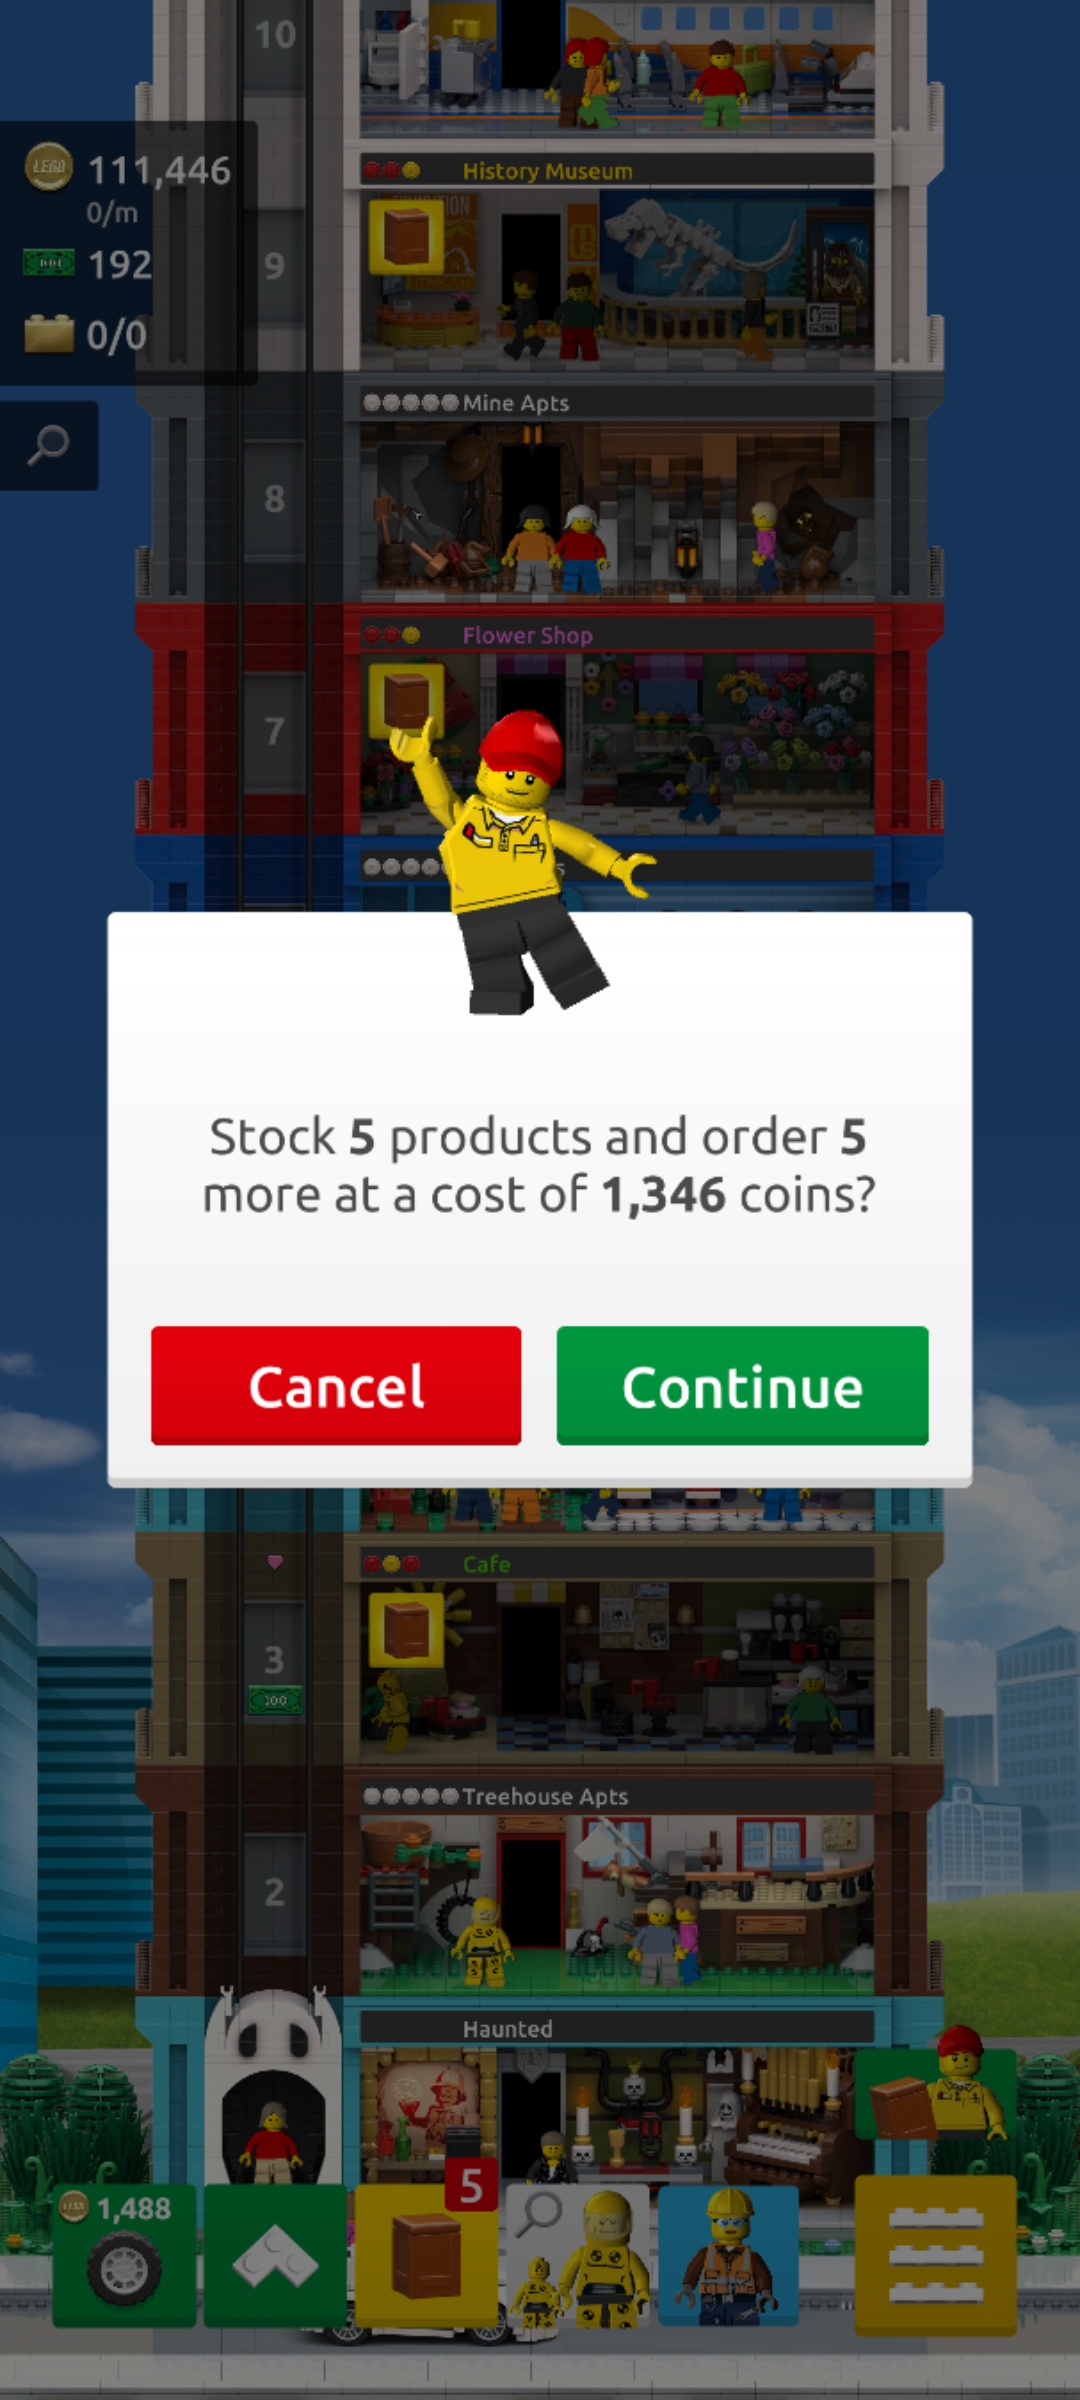 10
LEGO 111,446
0/m
192
0/0
History Museum
9
Mine Apts
8
Flower Shop
7
Stock 5 products and order 5
more at a cost of 1,346 coins?
Cancel
Continue
Cafe
3
100
Treehouse Apts
2
Haunted
5
1,488